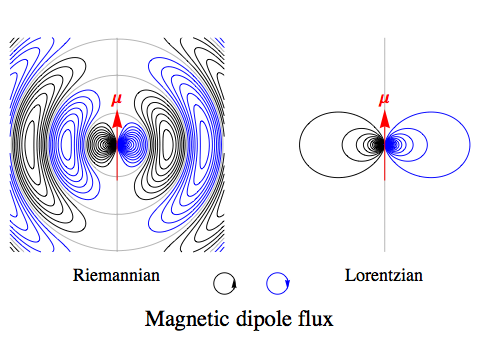 μ
μ
Riemannian
Lorentzian
Magnetic dipole flux